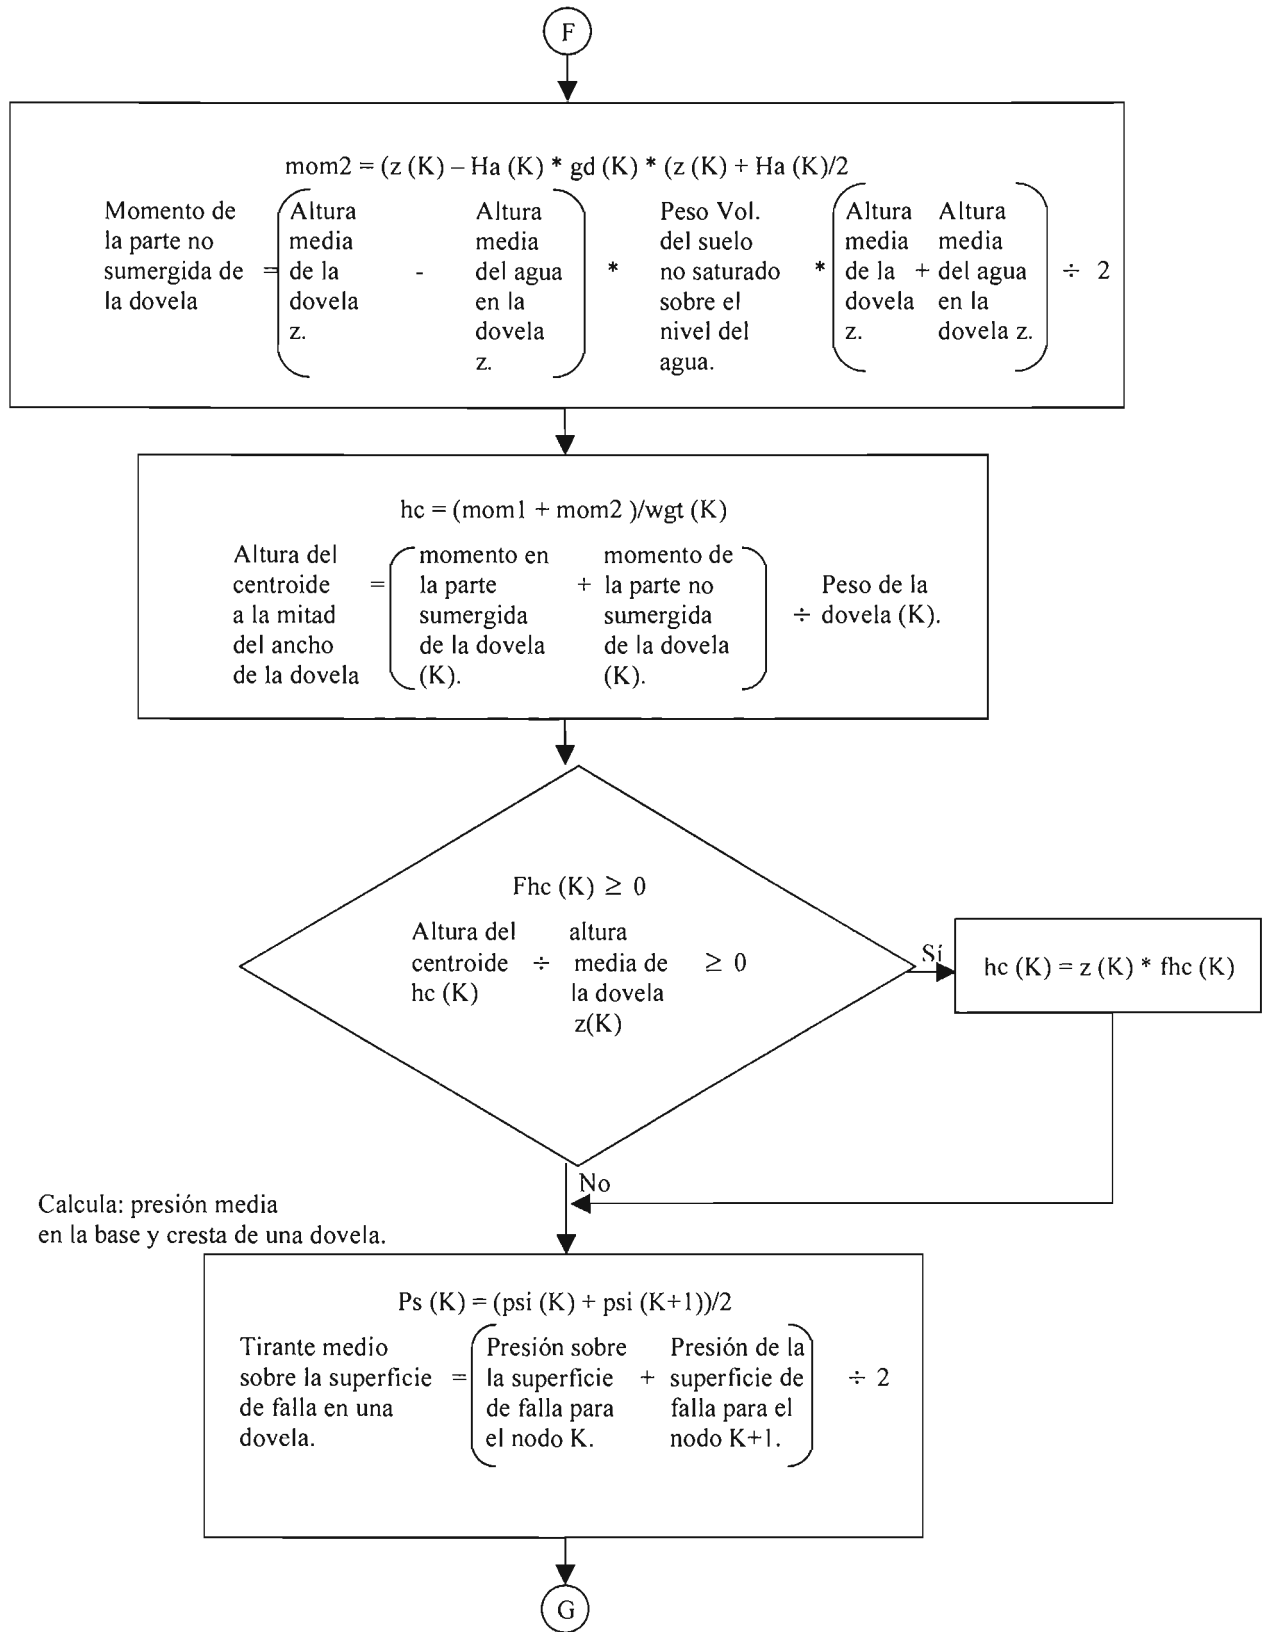 F
mom2 = (z (K) – Ha (K) * gd (K) * (z (K) + Ha (K)/2
Momento de la parte no sumergida de la dovela = ( Altura media de la dovela z. - Altura media del agua en la dovela z. ) * Peso Vol. del suelo no saturado sobre el nivel del agua. * ( Altura media de la dovela z. + Altura media del agua en la dovela z. ) ÷ 2
hc = (mom1 + mom2 )/wgt (K)
Altura del centroide a la mitad del ancho de la dovela = ( momento en la parte sumergida de la dovela (K). + momento de la parte no sumergida de la dovela (K). ) ÷ Peso de la dovela (K).
Fhc (K) ≥ 0
Altura del centroide hc (K) ÷ altura media de la dovela z(K) ≥ 0
Sí
hc (K) = z (K) * fhc (K)
No
Calcula: presión media
en la base y cresta de una dovela.
Ps (K) = (psi (K) + psi (K+1))/2
Tirante medio sobre la superficie de falla en una dovela. = ( Presión sobre la superficie de falla para el nodo K. + Presión de la superficie de falla para el nodo K+1. ) ÷ 2
G